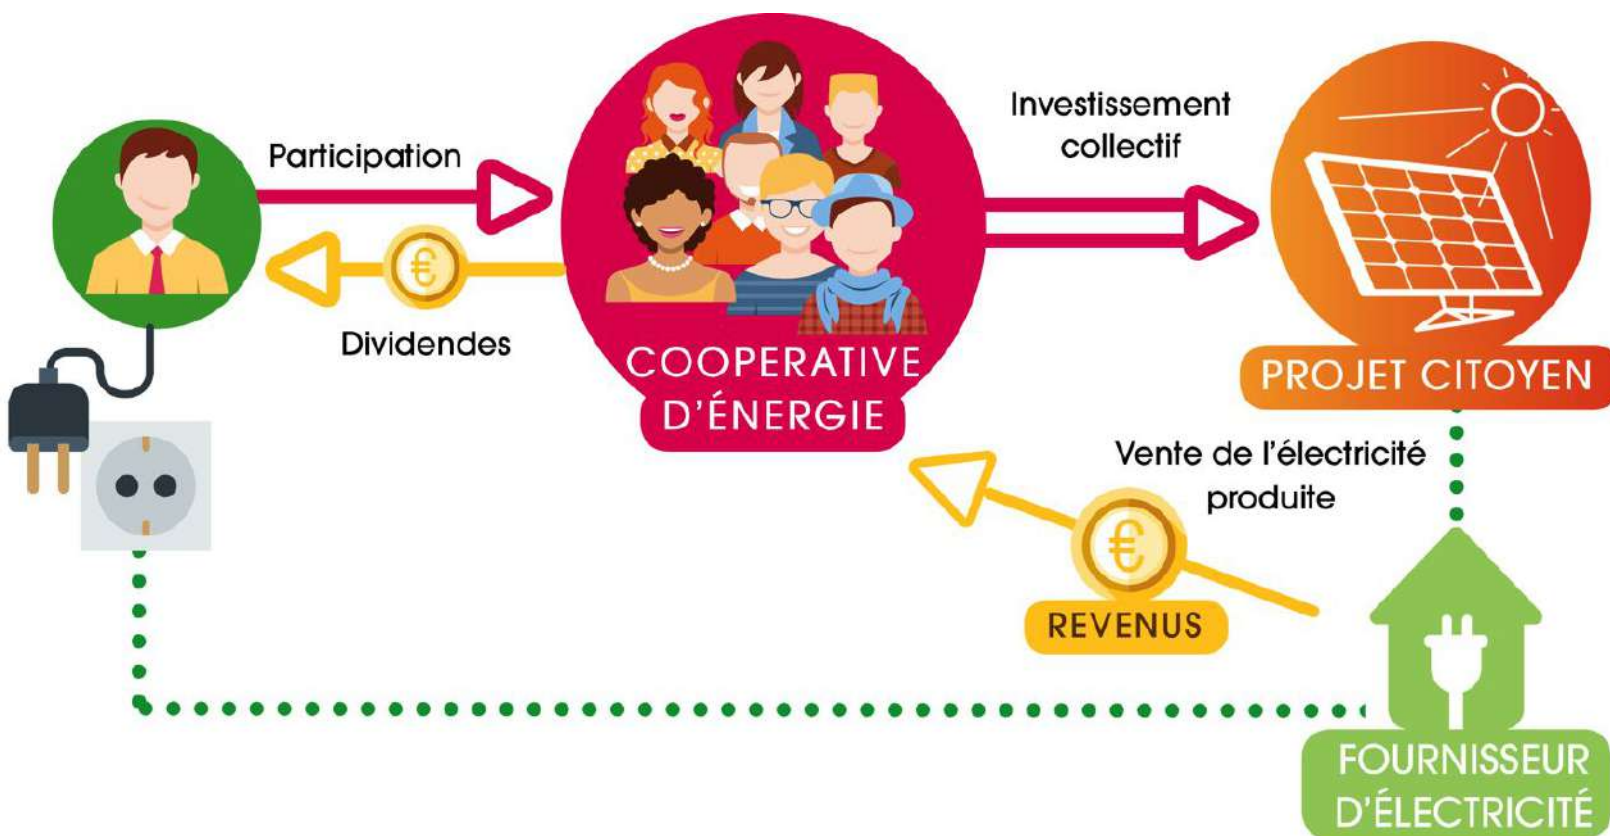 Participation
Dividendes
COOPERATIVE
D'ÉNERGIE
Investissement
collectif
PROJET CITOYEN
Vente de l'électricité
produite
€
€
REVENUS
FOURNISSEUR
D'ÉLECTRICITÉ